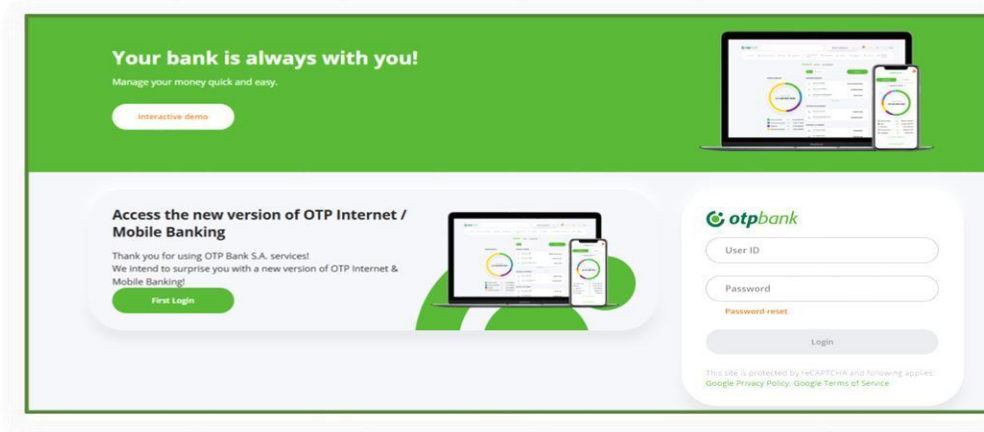 Your bank is always with you!
Manage your money quick and easy.
Interactive demo
Access the new version of OTP Internet /
Mobile Banking
Thank you for using OTP Bank S.A. services!
We intend to surprise you with a new version of OTP Internet &
Mobile Banking!
First Login
otpbank
User ID
Password
Password reset
Login
This site is protected by reCAPTCHA and following applies:
Google Privacy Policy. Google Terms of Service.